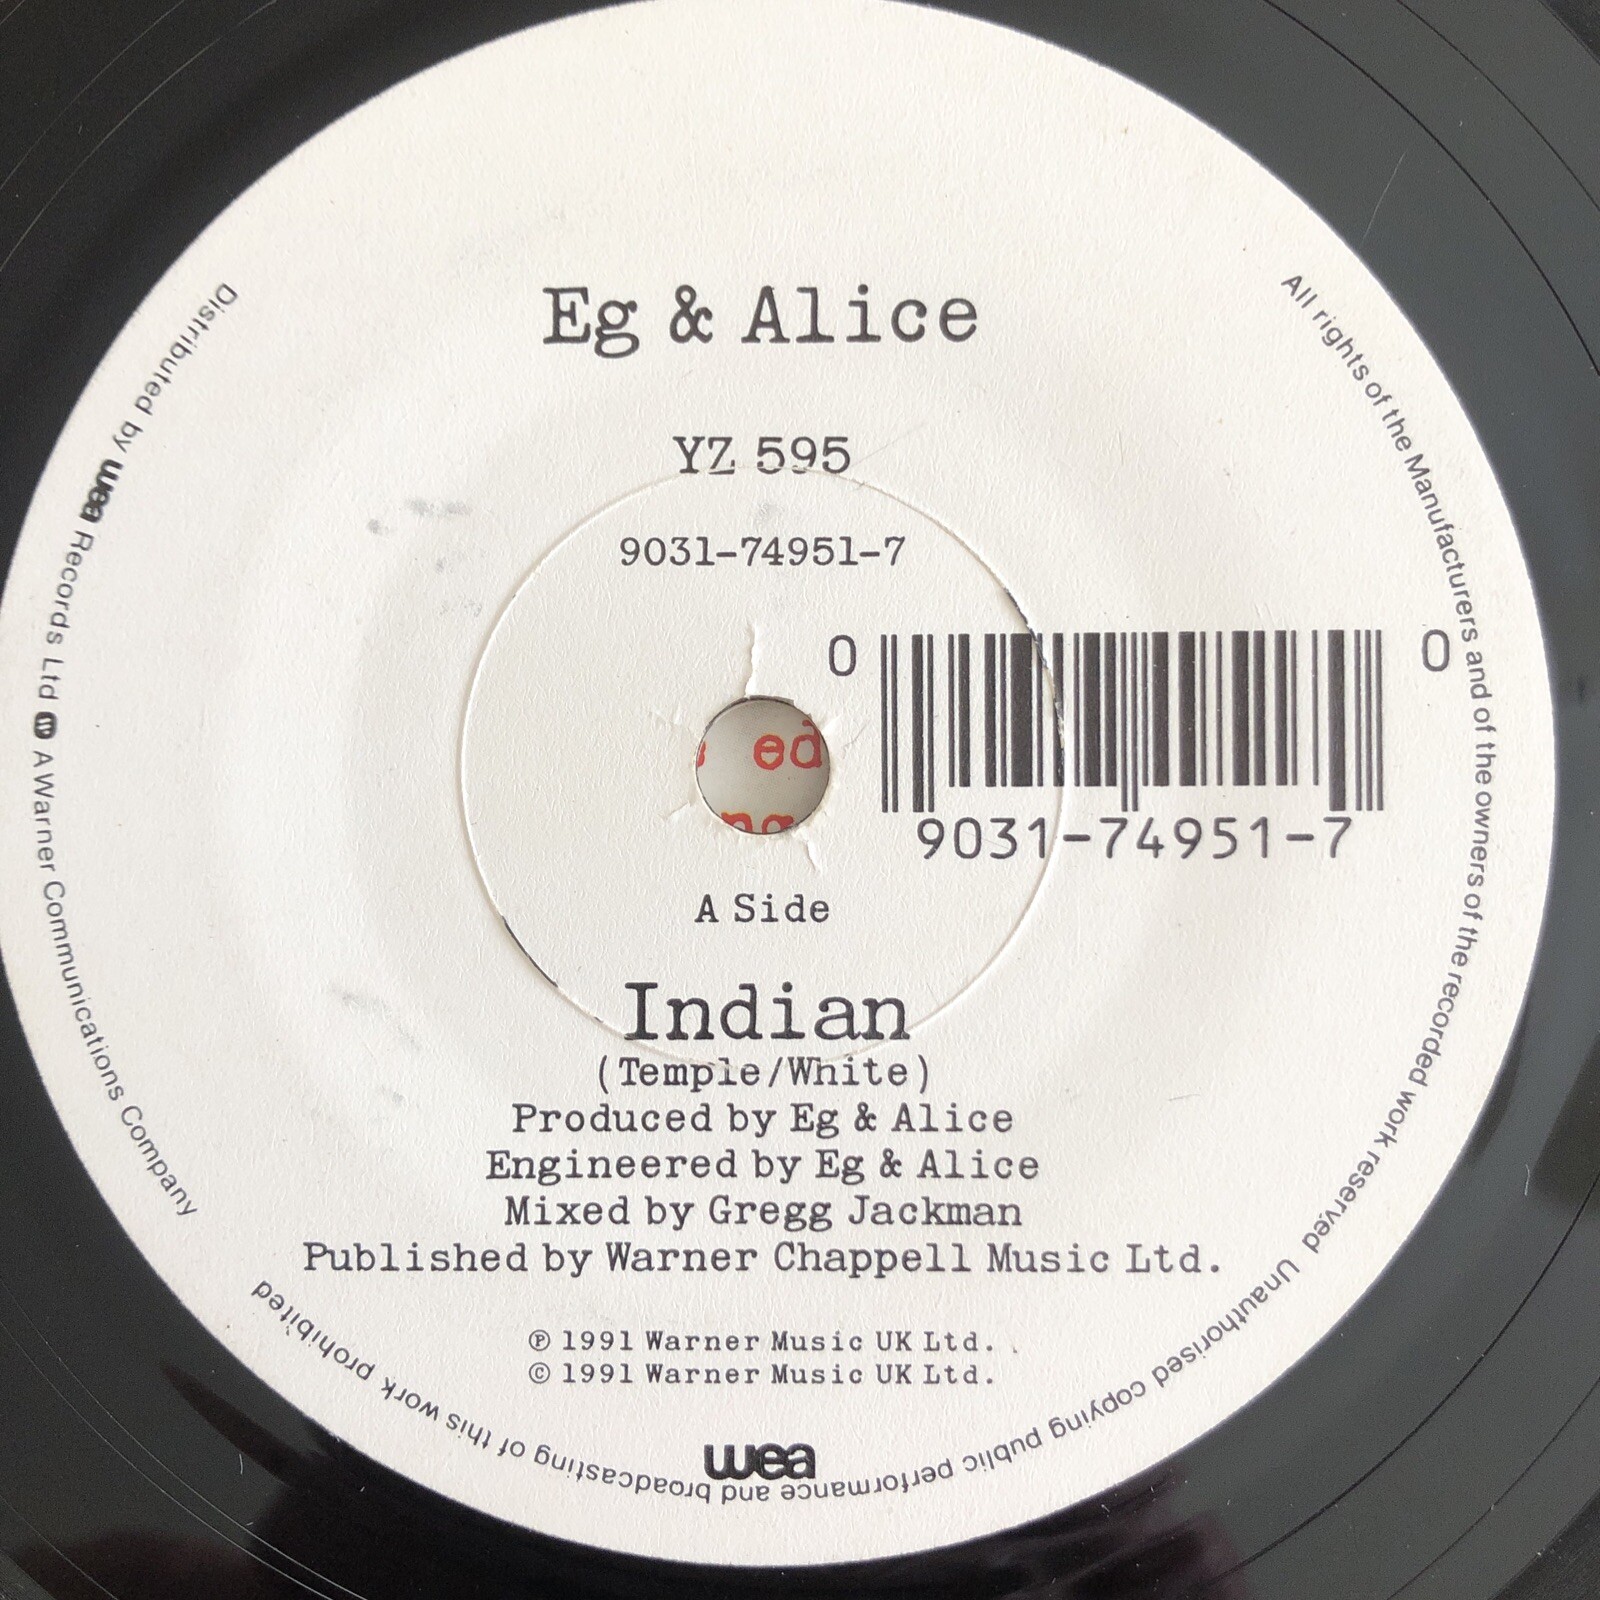 Eg & Alice
YZ 595
9031-74951-7
0
0
9031-74951-7
A Side
Indian
(Temple/White)
Produced by Eg & Alice
Engineered by Eg & Alice
Mixed by Gregg Jackman
Published by Warner Chappell Music Ltd.
℗ 1991 Warner Music UK Ltd.
© 1991 Warner Music UK Ltd.
wea
Distributed by wea Records Ltd A Warner Communications Company
All rights of the Manufacturers and of the owners of the recorded work reserved Unauthorised copying public performance and broadcasting of this work prohibited
ed